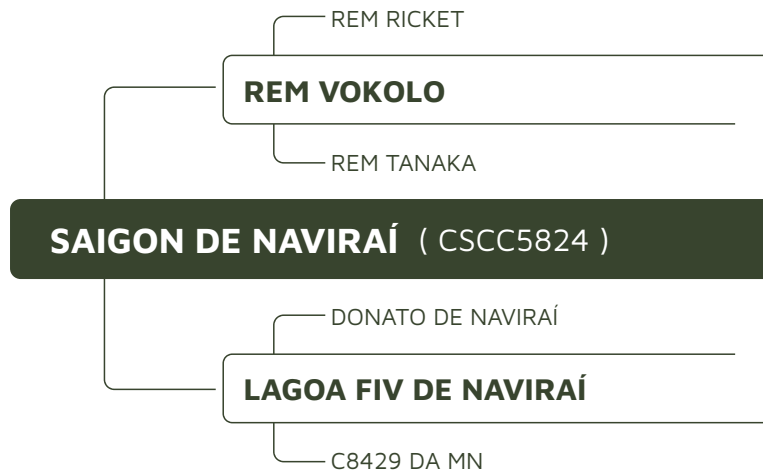 REM RICKET
REM VOKOLO
REM TANAKA
SAIGON DE NAVIRAÍ ( CSCC5824 )
DONATO DE NAVIRAÍ
LAGOA FIV DE NAVIRAÍ
C8429 DA MN